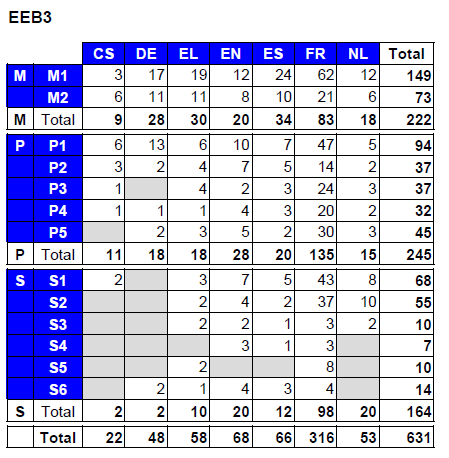 EEB3
CS DE EL EN ES FR NL Total
M M1 3 17 19 12 24 62 12 149
M2 6 11 11 8 10 21 6 73
M Total 9 28 30 20 34 83 18 222
P P1 6 13 6 10 7 47 5 94
P2 3 2 4 7 5 14 2 37
P3 1 4 2 3 24 3 37
P4 1 1 1 4 3 20 2 32
P5 2 3 5 2 30 3 45
P Total 11 18 18 28 20 135 15 245
S S1 2 3 7 5 43 8 68
S2 2 4 2 37 10 55
S3 2 2 1 3 2 10
S4 3 1 3 7
S5 2 8 10
S6 2 1 4 3 4 14
S Total 2 2 10 20 12 98 20 164
Total 22 48 58 68 66 316 53 631